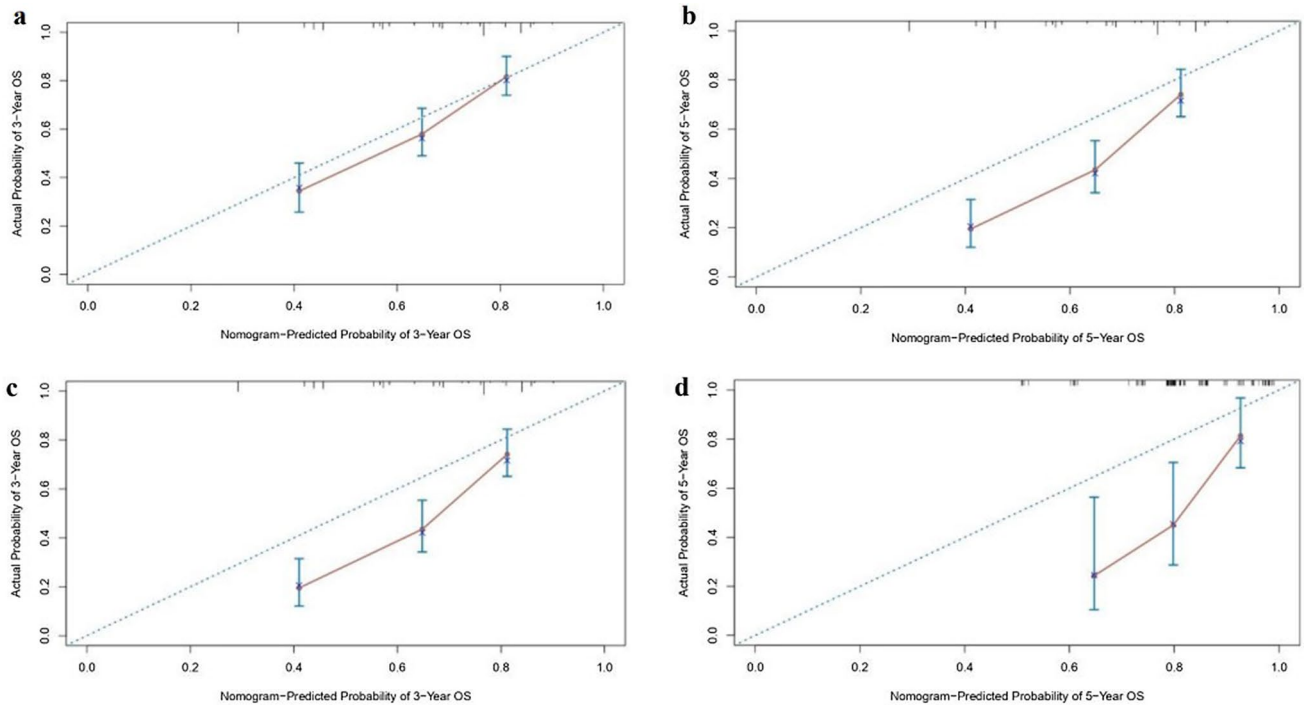 a
1.0
0.8
0.6
0.4
0.2
0.0
Actual Probability of 3−Year OS
0.0 0.2 0.4 0.6 0.8 1.0
Nomogram−Predicted Probability of 3−Year OS
b
1.0
0.8
0.6
0.4
0.2
0.0
Actual Probability of 5−Year OS
0.0 0.2 0.4 0.6 0.8 1.0
Nomogram−Predicted Probability of 5−Year OS
c
1.0
0.8
0.6
0.4
0.2
0.0
Actual Probability of 3−Year OS
0.0 0.2 0.4 0.6 0.8 1.0
Nomogram−Predicted Probability of 3−Year OS
d
1.0
0.8
0.6
0.4
0.2
0.0
Actual Probability of 5−Year OS
0.0 0.2 0.4 0.6 0.8 1.0
Nomogram−Predicted Probability of 5−Year OS